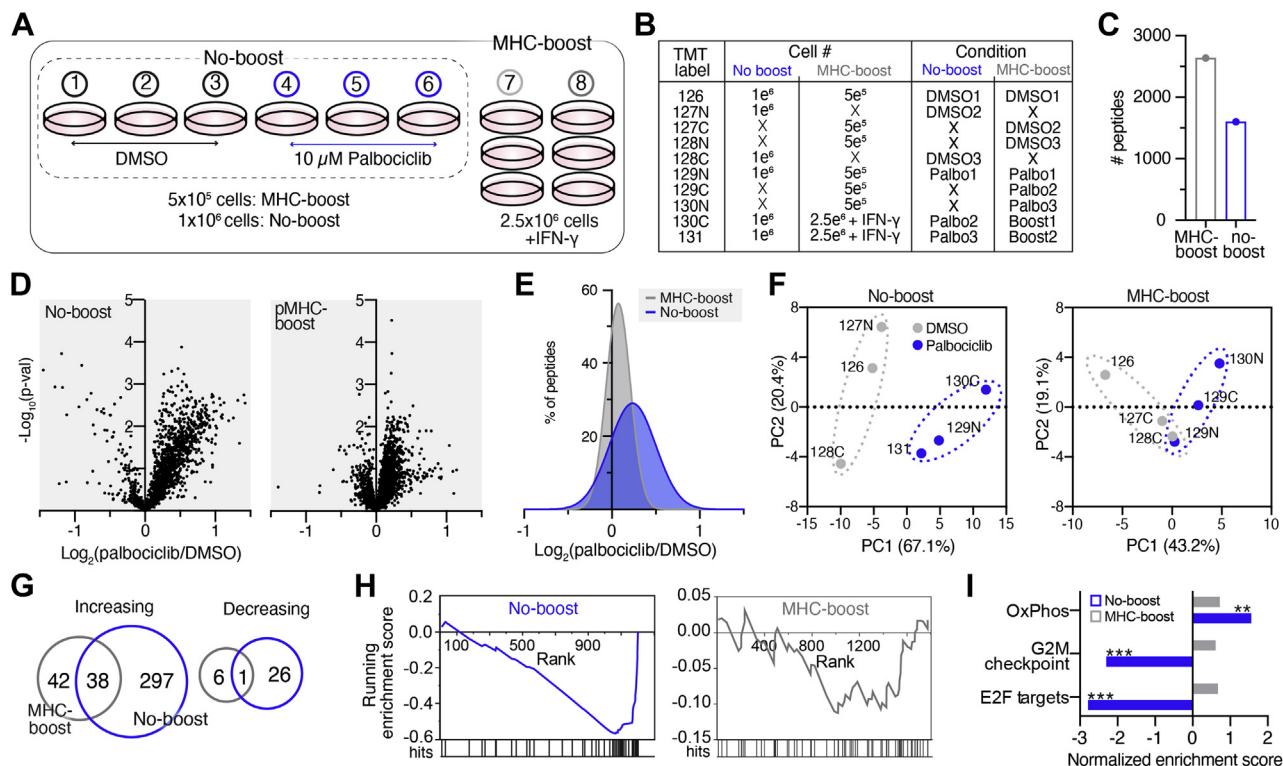 A
No-boost
MHC-boost
1 2 3 4 5 6 7 8
DMSO
10 µM Palbociclib
5x10⁵ cells: MHC-boost
1x10⁶ cells: No-boost
2.5x10⁶ cells
+IFN-γ
B
TMT label Cell # Condition
No boost MHC-boost No-boost MHC-boost
126 1e⁶ 5e⁵ DMSO1 DMSO1
127N 1e⁶ X DMSO2 X
127C X 5e⁵ X DMSO2
128N X 5e⁵ X DMSO3
128C 1e⁶ X DMSO3 X
129N 1e⁶ 5e⁵ Palbo1 Palbo1
129C X 5e⁵ X Palbo2
130N X 5e⁵ X Palbo3
130C 1e⁶ 2.5e⁶ + IFN-γ Palbo2 Boost1
131 1e⁶ 2.5e⁶ + IFN-γ Palbo3 Boost2
C
# peptides
3000
2000
1000
0
MHC-boost
no-boost
D
-Log₁₀(p-val)
No-boost
5
4
3
2
1
-1 0 1
pMHC-boost
5
4
3
2
1
-1 0 1
Log₂(palbociclib/DMSO)
E
MHC-boost
No-boost
% of peptides
60
40
20
-1 0 1
Log₂(palbociclib/DMSO)
F
No-boost
DMSO
Palbociclib
PC2 (20.4%)
8
4
0
-4
-8
127N
126
128C
130C
129N
131
-15 -10 -5 0 5 10 15
PC1 (67.1%)
MHC-boost
PC2 (19.1%)
8
4
0
-4
-8
126
127C
128C
130N
129C
129N
-10 -5 0 5 10
PC1 (43.2%)
G
Increasing
42 38 297
MHC-boost
No-boost
Decreasing
6 1 26
H
Running
enrichment score
No-boost
0.2
0.0
-0.2
-0.4
-0.6
100 500 900
Rank
hits
MHC-boost
0.05
0.00
-0.05
-0.10
-0.15
400 800 1200
Rank
hits
I
No-boost
MHC-boost
OxPhos
**
G2M
checkpoint
***
E2F targets
***
-3 -2 -1 0 1 2
Normalized enrichment score